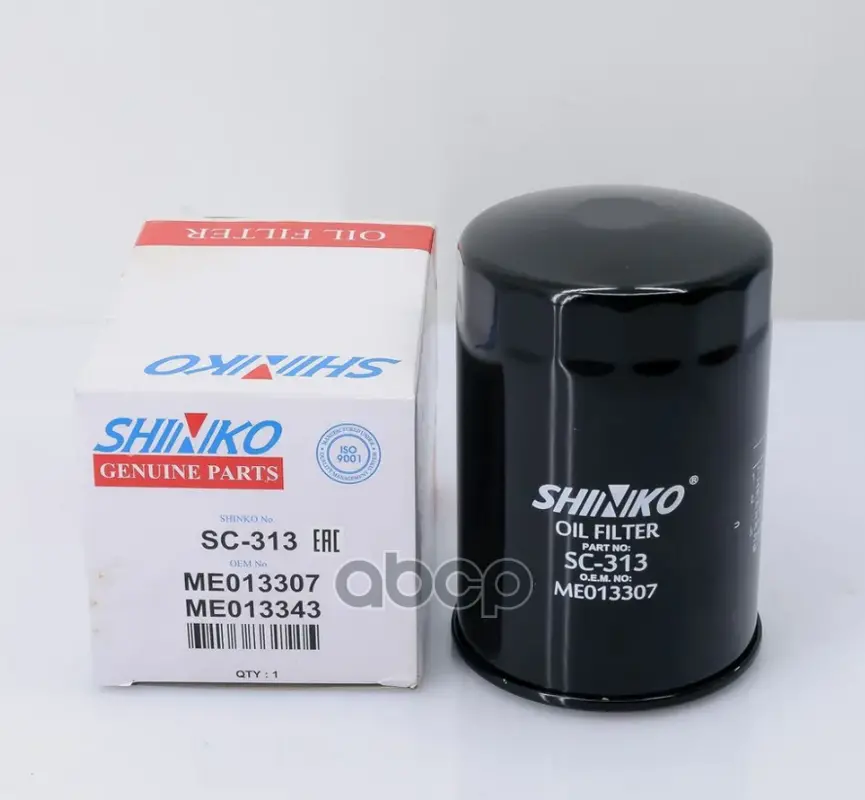 OIL FILTER
SHINKO
SHINKO
GENUINE PARTS
ISO
9001
SHINKO No.
SC-313 EAC
OEM No
ME013307
ME013343
QTY : 1
abcp
SHINKO®
OIL FILTER
PART NO:
SC-313
O.E.M. NO:
ME013307